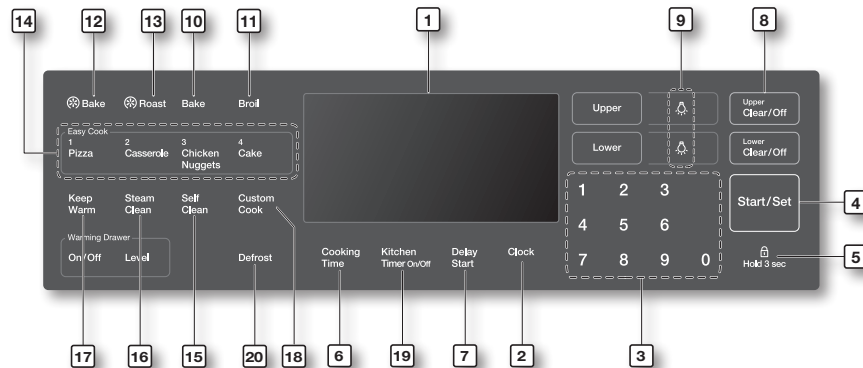 14
12
13
10
11
1
9
8
Bake
Roast
Bake
Broil
Easy Cook
1
Pizza
2
Casserole
3
Chicken
Nuggets
4
Cake
Keep
Warm
Steam
Clean
Self
Clean
Custom
Cook
Warming Drawer
On/Off
Level
Defrost
Cooking
Time
Kitchen
Timer On/Off
Delay
Start
Clock
Upper
Lower
Upper
Clear/Off
Lower
Clear/Off
1 2 3
4 5 6
7 8 9 0
Start/Set
Hold 3 sec
4
5
17
16
15
20
18
6
19
7
2
3